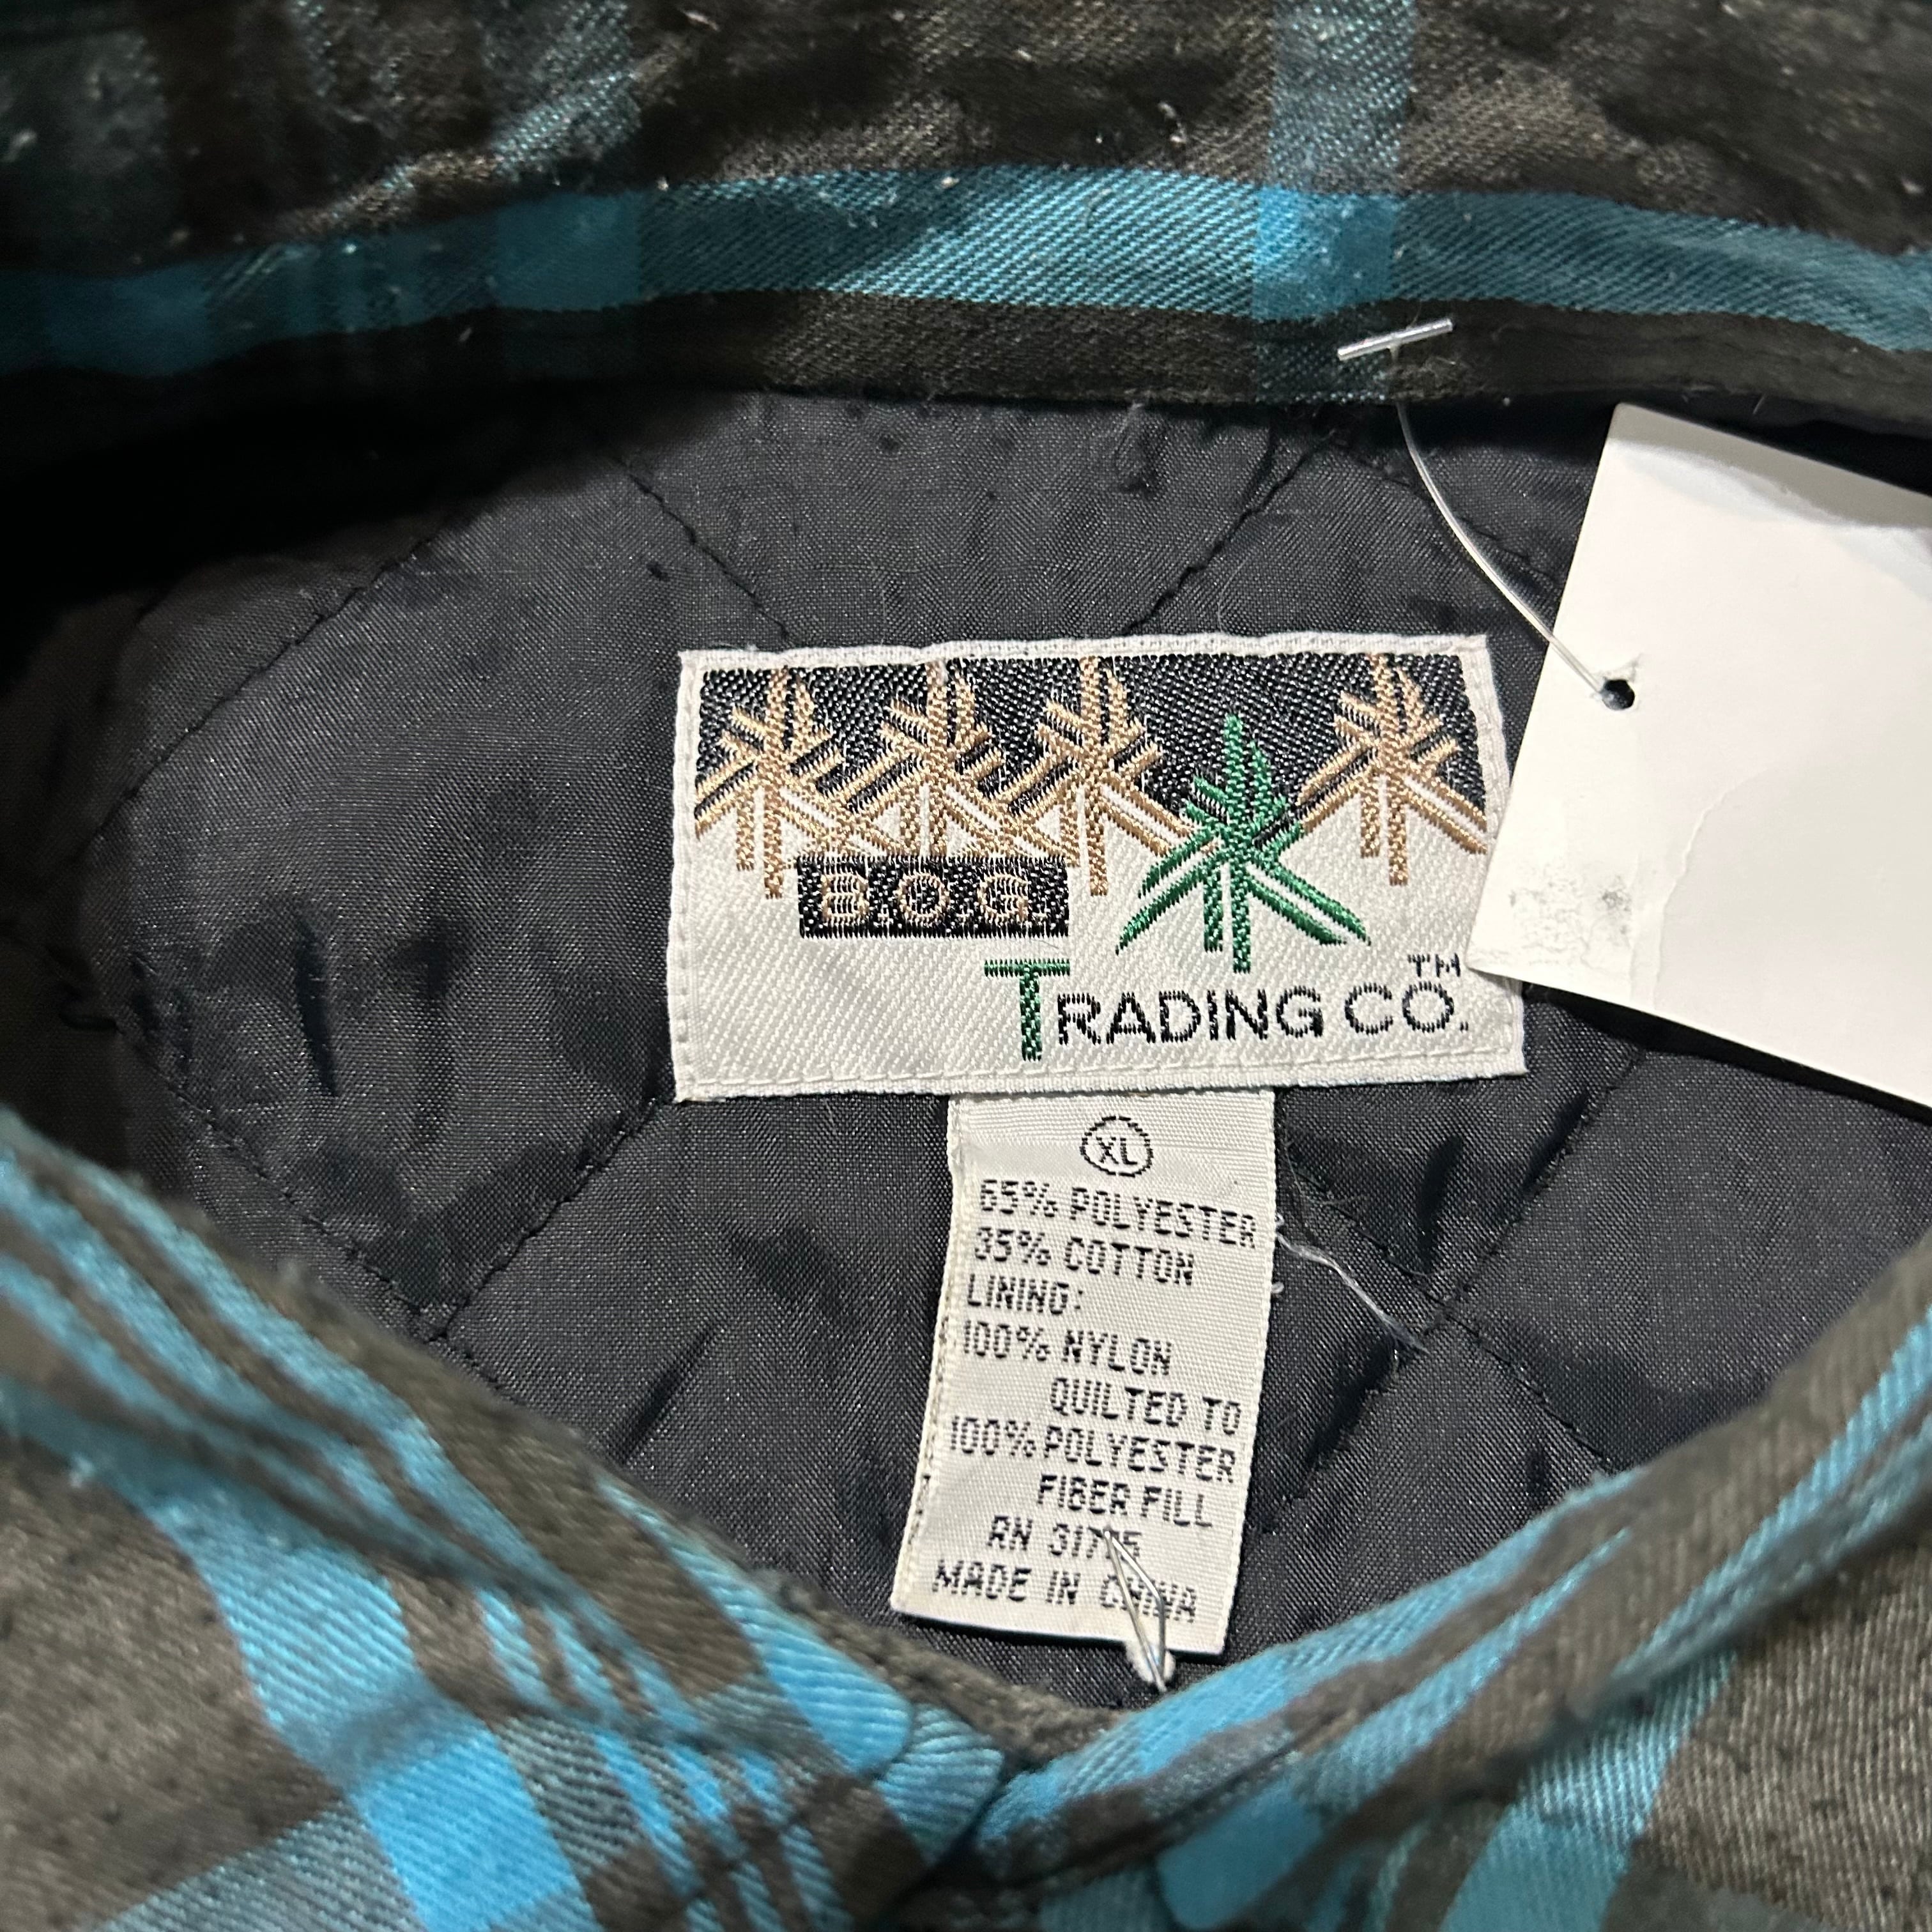 B.O.G.
TRADING CO.™
XL
65% POLYESTER
35% COTTON
LINING:
100% NYLON
QUILTED TO
100% POLYESTER
FIBER FILL
RN
MADE IN CHINA